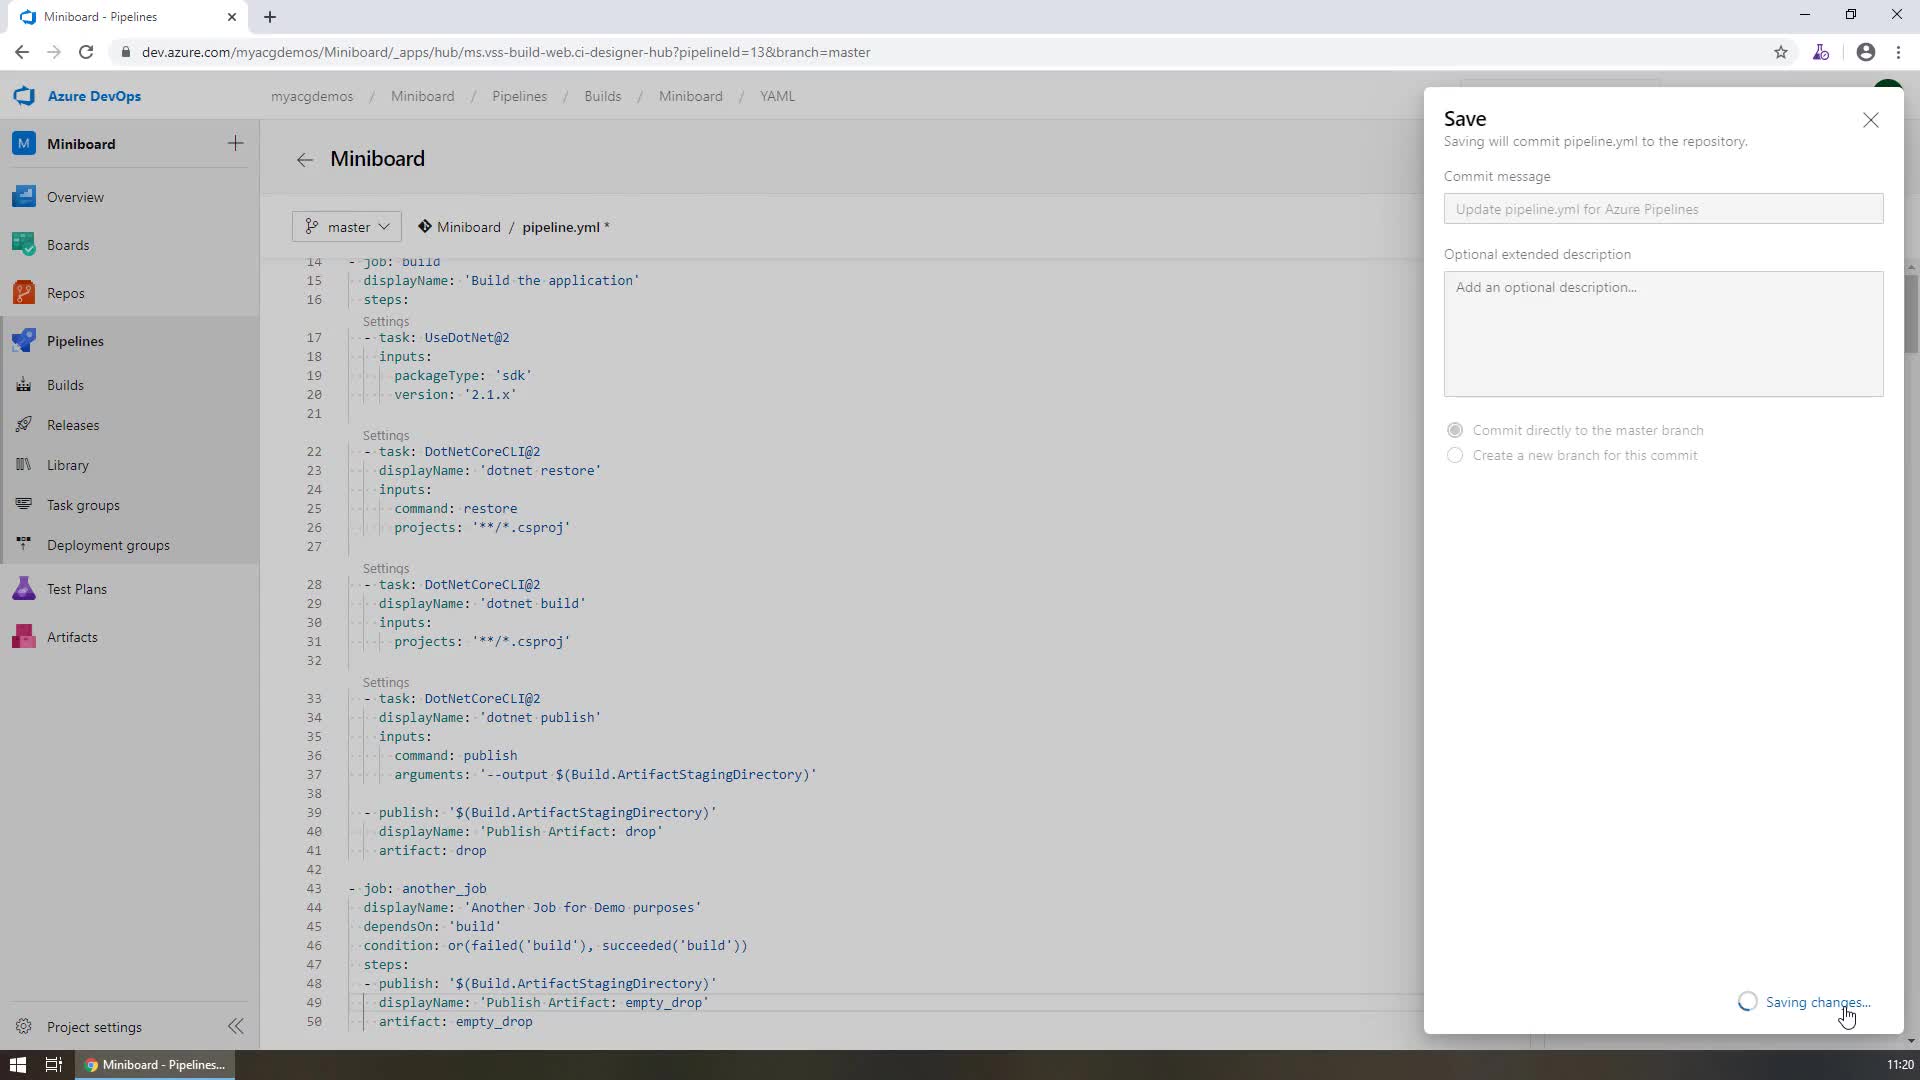 Miniboard - Pipelines
dev.azure.com/myacgdemos/Miniboard/_apps/hub/ms.vss-build-web.ci-designer-hub?pipelineId=13&branch=master
Azure DevOps
myacgdemos / Miniboard / Pipelines / Builds / Miniboard / YAML
M Miniboard
Overview
Boards
Repos
Pipelines
Builds
Releases
Library
Task groups
Deployment groups
Test Plans
Artifacts
Project settings
Miniboard
master
Miniboard / pipeline.yml *
14 - job: build
15 displayName: 'Build the application'
16 steps:
Settings
17 - task: UseDotNet@2
18 inputs:
19 packageType: 'sdk'
20 version: '2.1.x'
21
Settings
22 - task: DotNetCoreCLI@2
23 displayName: 'dotnet restore'
24 inputs:
25 command: restore
26 projects: '**/*.csproj'
27
Settings
28 - task: DotNetCoreCLI@2
29 displayName: 'dotnet build'
30 inputs:
31 projects: '**/*.csproj'
32
Settings
33 - task: DotNetCoreCLI@2
34 displayName: 'dotnet publish'
35 inputs:
36 command: publish
37 arguments: '--output $(Build.ArtifactStagingDirectory)'
38
39 - publish: '$(Build.ArtifactStagingDirectory)'
40 displayName: 'Publish Artifact: drop'
41 artifact: drop
42
43 - job: another_job
44 displayName: 'Another Job for Demo purposes'
45 dependsOn: 'build'
46 condition: or(failed('build'), succeeded('build'))
47 steps:
48 - publish: '$(Build.ArtifactStagingDirectory)'
49 displayName: 'Publish Artifact: empty_drop'
50 artifact: empty_drop
Save
Saving will commit pipeline.yml to the repository.
Commit message
Update pipeline.yml for Azure Pipelines
Optional extended description
Add an optional description...
Commit directly to the master branch
Create a new branch for this commit
Saving changes...
Miniboard - Pipelines...
11:20